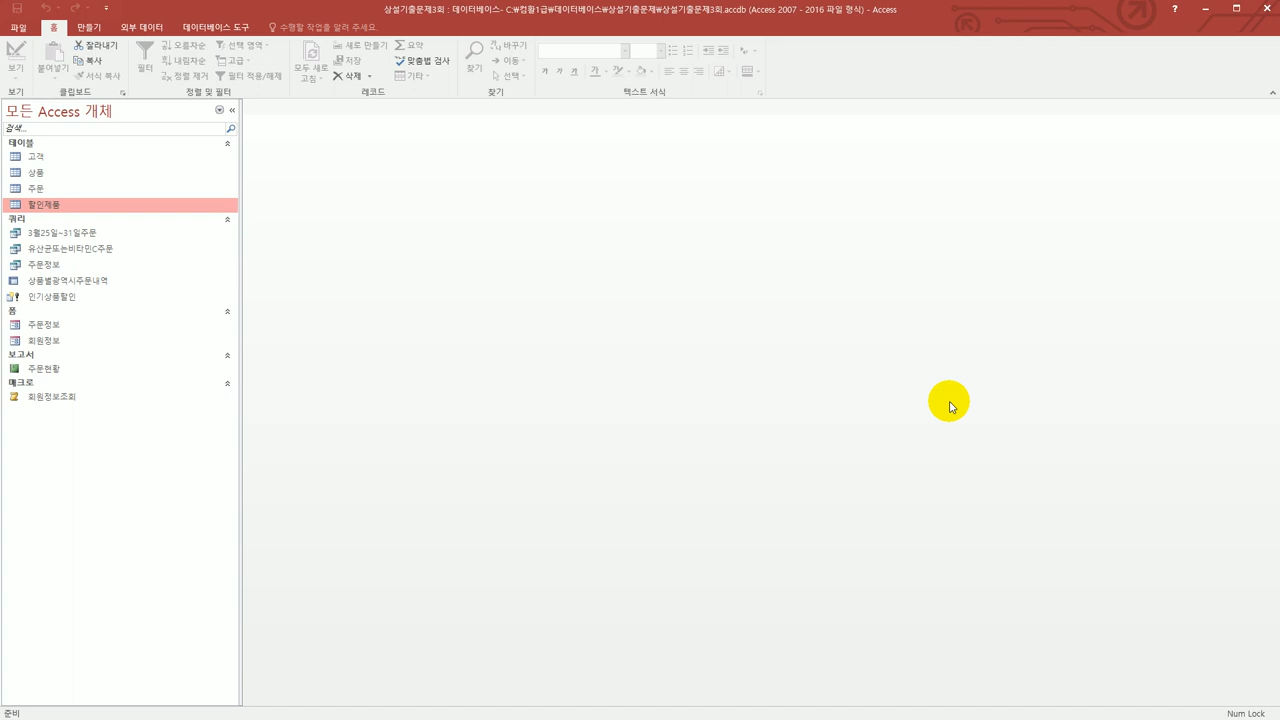 상설기출문제3회 : 데이터베이스- C:₩컴활1급₩데이터베이스₩상설기출문제₩상설기출문제3회.accdb (Access 2007 - 2016 파일 형식) - Access
파일 홈 만들기 외부 데이터 데이터베이스 도구 수행할 작업을 알려 주세요.
보기
보기
붙여넣기
잘라내기
복사
서식 복사
클립보드
필터
오름차순
내림차순
정렬 제거
선택 영역
고급
필터 적용/해제
정렬 및 필터
모두 새로 고침
새로 만들기
저장
삭제
요약
맞춤법 검사
기타
레코드
찾기
바꾸기
이동
선택
찾기
가 가 가 가
텍스트 서식
모든 Access 개체
검색...
테이블
고객
상품
주문
할인제품
쿼리
3월25일~31일주문
유산균또는비타민C주문
주문정보
상품별광역시주문내역
인기상품할인
폼
주문정보
회원정보
보고서
주문현황
매크로
회원정보조회
준비
Num Lock